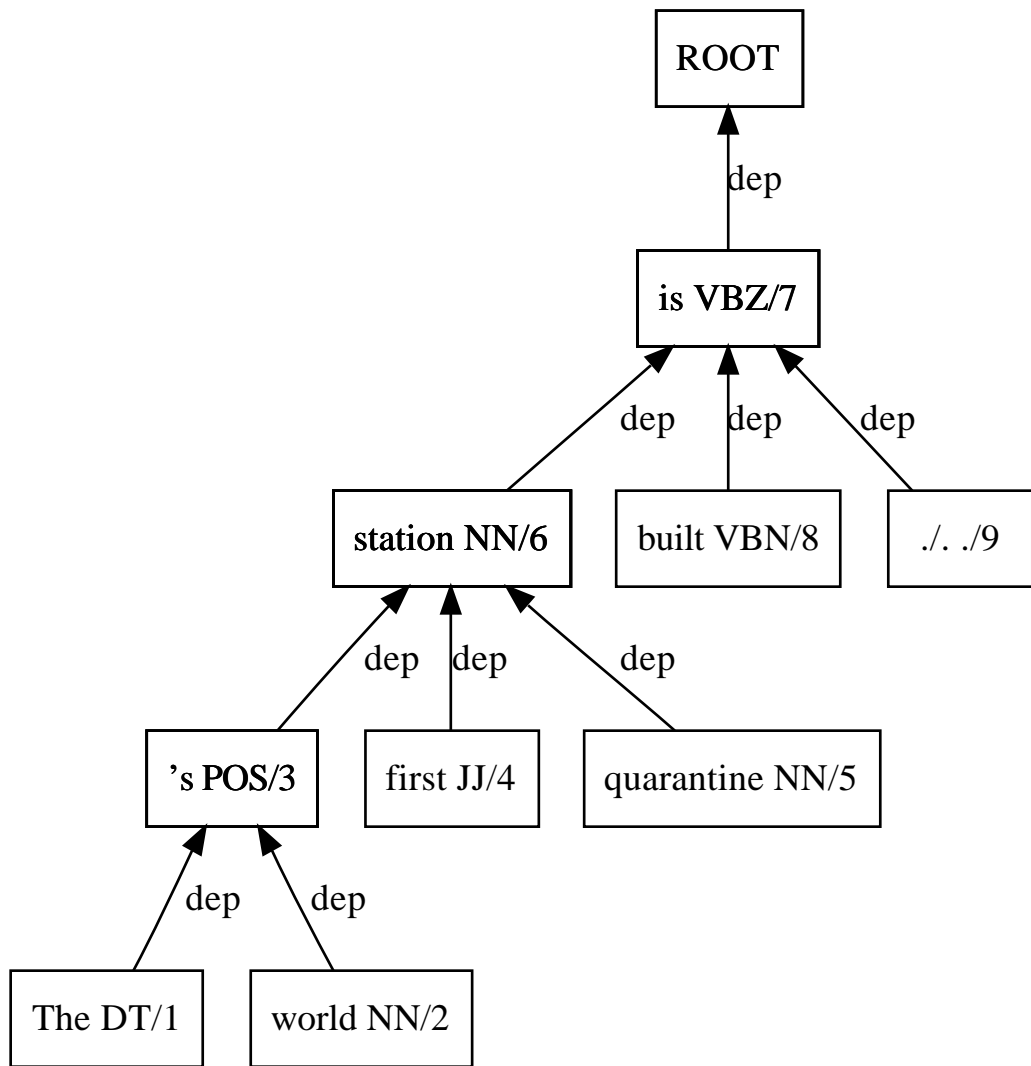 ROOT
dep
is VBZ/7
dep dep dep
station NN/6 built VBN/8 ./. ./9
dep dep dep
’s POS/3 first JJ/4 quarantine NN/5
dep dep
The DT/1 world NN/2